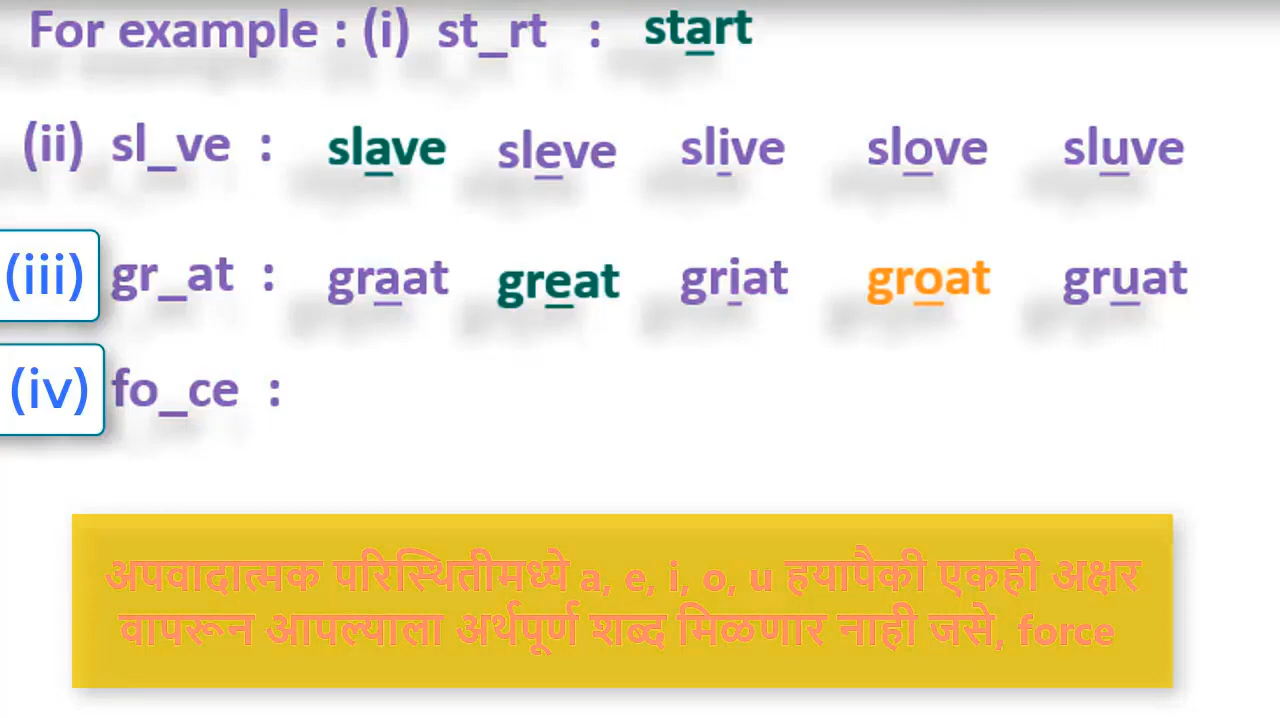 For example : (i) st_rt : start
(ii) sl_ve : slave sleve slive slove sluve
(iii) gr_at : graat great griat groat gruat
(iv) fo_ce :
अपवादात्मक परिस्थितीमध्ये a, e, i, o, u हयापैकी एकही अक्षर
वापरून आपल्याला अर्थपूर्ण शब्द मिळणार नाही जसे, force